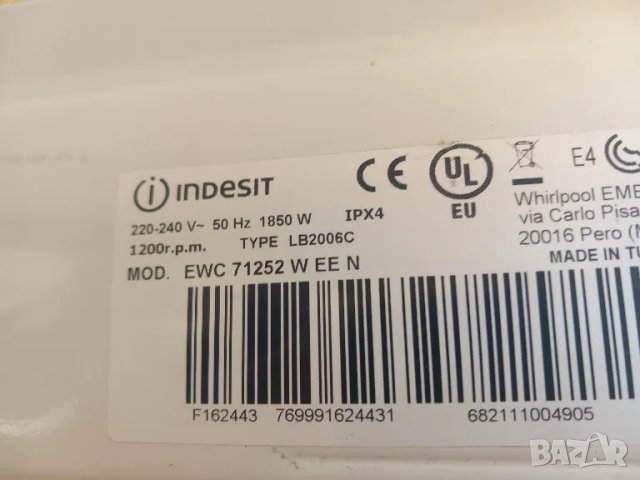 INDESIT
CE
UL
EU
E4
220-240 V~ 50 Hz 1850 W IPX4
1200r.p.m. TYPE LB2006C
Whirlpool EME
via Carlo Pisa
20016 Pero (M
MADE IN TU
MOD. EWC 71252 W EE N
F162443 769991624431 682111004905
BAZAR